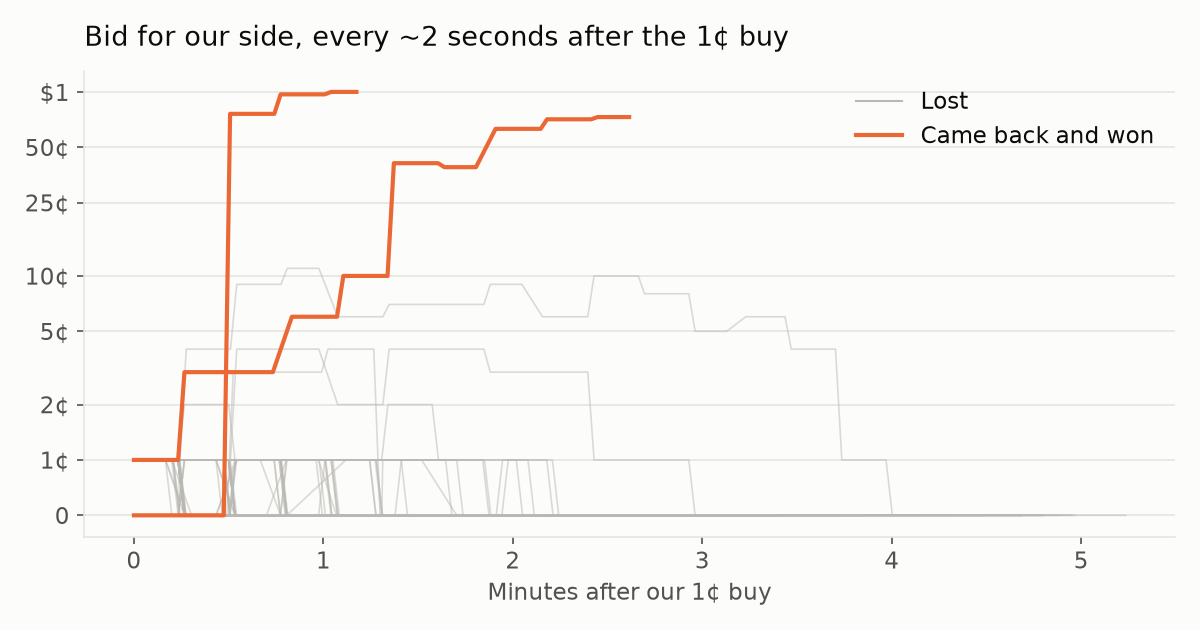 Bid for our side, every ~2 seconds after the 1¢ buy
$1
50¢
25¢
10¢
5¢
2¢
1¢
0
Lost
Came back and won
0 1 2 3 4 5
Minutes after our 1¢ buy